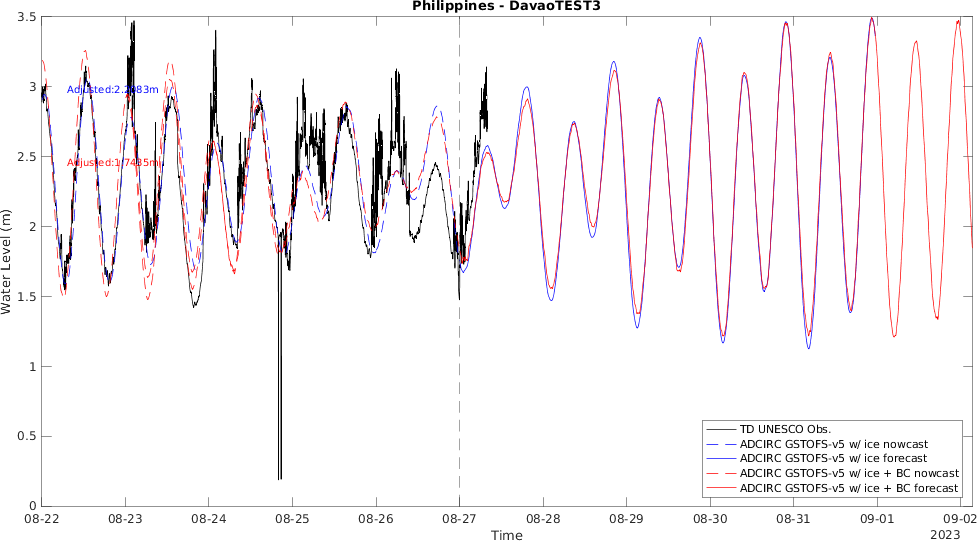 Philippines - DavaoTEST3
Water Level (m)
3.5
3
2.5
2
1.5
1
0.5
0
Adjusted:2.2083m
Adjusted:1.7435m
TD UNESCO Obs.
ADCIRC GSTOFS-v5 w/ ice nowcast
ADCIRC GSTOFS-v5 w/ ice forecast
ADCIRC GSTOFS-v5 w/ ice + BC nowcast
ADCIRC GSTOFS-v5 w/ ice + BC forecast
08-22 08-23 08-24 08-25 08-26 08-27 08-28 08-29 08-30 08-31 09-01 09-02
Time
2023